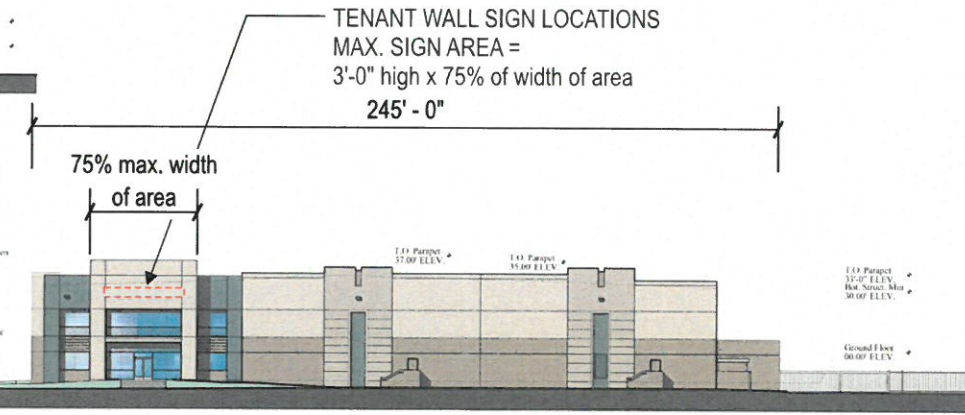 TENANT WALL SIGN LOCATIONS
MAX. SIGN AREA =
3'-0" high x 75% of width of area
245' - 0"
75% max. width
of area
T.O. Parapet
37.00' ELEV.
T.O. Parapet
35.00' ELEV.
T.O. Parapet
33'-0" ELEV.
Bot. Struct. Mtr
30.00' ELEV.
Ground Floor
00.00' ELEV.